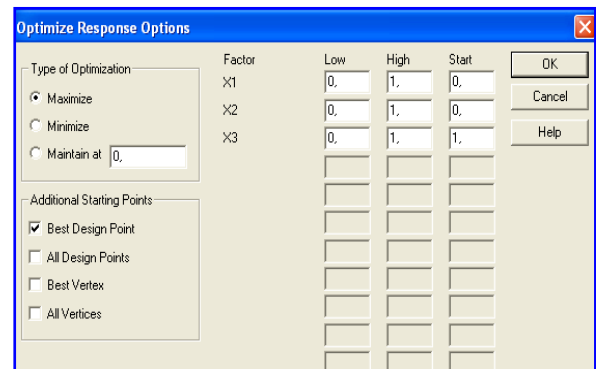 Optimize Response Options
Type of Optimization
Maximize
Minimize
Maintain at 0,
Additional Starting Points
Best Design Point
All Design Points
Best Vertex
All Vertices
Factor Low High Start
X1 0, 1, 0,
X2 0, 1, 0,
X3 0, 1, 1,
OK
Cancel
Help